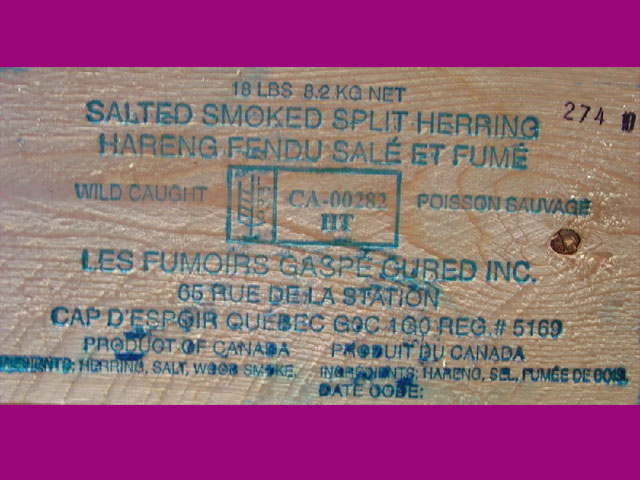 18 LBS 8.2 KG NET
SALTED SMOKED SPLIT HERRING
274 10
HARENG FENDU SALÉ ET FUMÉ
WILD CAUGHT
CA-00282
HT
POISSON SAUVAGE
LES FUMOIRS GASPÉ CURED INC.
65 RUE DE LA STATION
CAP D'ESPOIR QUÉBEC G0C 1G0 REG.# 5169
PRODUCT OF CANADA PRODUIT DU CANADA
INGREDIENTS: HERRING, SALT, WOOD SMOKE. INGRÉDIENTS: HARENG, SEL, FUMÉE DE BOIS.
DATE CODE: